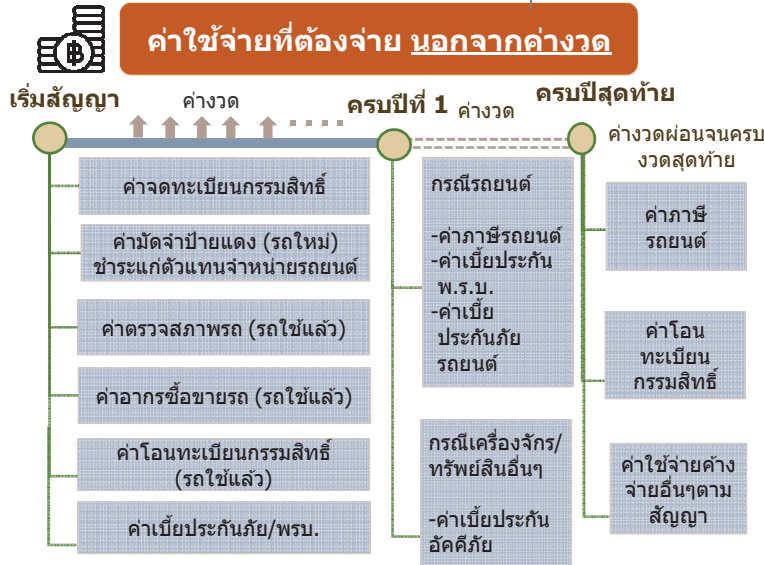 ค่าใช้จ่ายที่ต้องจ่าย นอกจากค่างวด
เริ่มสัญญา
ค่างวด
ครบปีที่ 1
ค่างวด
ครบปีสุดท้าย
ค่างวดผ่อนจนครบ
งวดสุดท้าย
ค่าจดทะเบียนกรรมสิทธิ์
ค่ามัดจำป้ายแดง (รถใหม่)
ชำระแก่ตัวแทนจำหน่ายรถยนต์
ค่าตรวจสภาพรถ (รถใช้แล้ว)
ค่าอากรซื้อขายรถ (รถใช้แล้ว)
ค่าโอนทะเบียนกรรมสิทธิ์
(รถใช้แล้ว)
ค่าเบี้ยประกันภัย/พรบ.
กรณีรถยนต์
-ค่าภาษีรถยนต์
-ค่าเบี้ยประกัน
พ.ร.บ.
-ค่าเบี้ย
ประกันภัย
รถยนต์
กรณีเครื่องจักร/
ทรัพย์สินอื่นๆ
-ค่าเบี้ยประกัน
อัคคีภัย
ค่าภาษี
รถยนต์
ค่าโอน
ทะเบียน
กรรมสิทธิ์
ค่าใช้จ่ายค้าง
จ่ายอื่นๆตาม
สัญญา